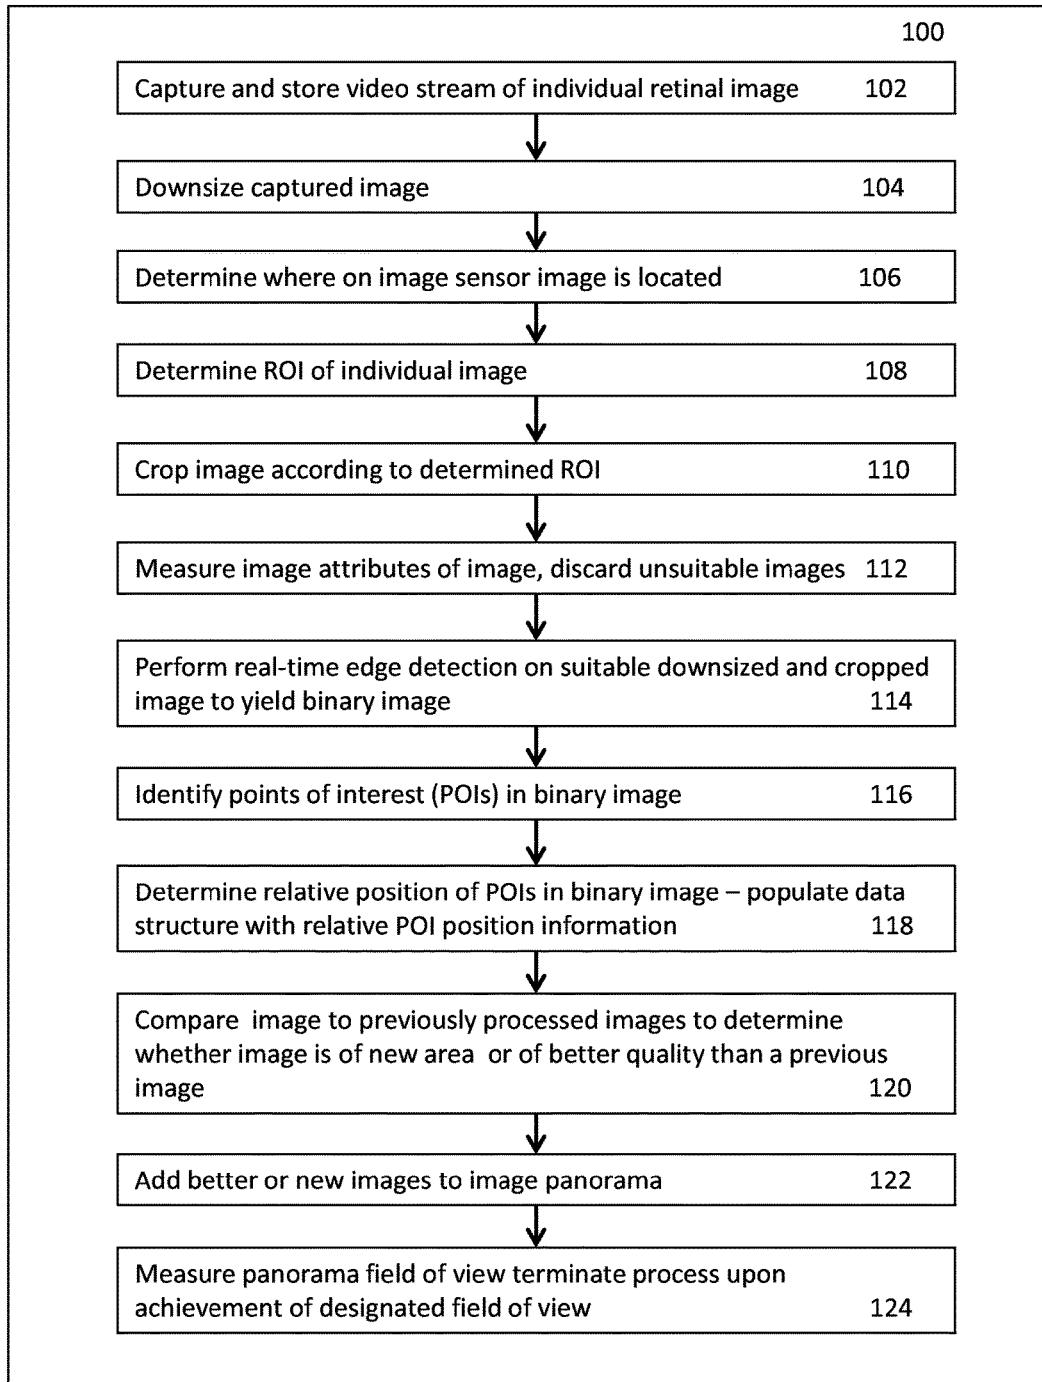 100
Capture and store video stream of individual retinal image 102
Downsize captured image 104
Determine where on image sensor image is located 106
Determine ROI of individual image 108
Crop image according to determined ROI 110
Measure image attributes of image, discard unsuitable images 112
Perform real-time edge detection on suitable downsized and cropped
image to yield binary image 114
Identify points of interest (POIs) in binary image 116
Determine relative position of POIs in binary image – populate data
structure with relative POI position information 118
Compare image to previously processed images to determine
whether image is of new area or of better quality than a previous
image 120
Add better or new images to image panorama 122
Measure panorama field of view terminate process upon
achievement of designated field of view 124